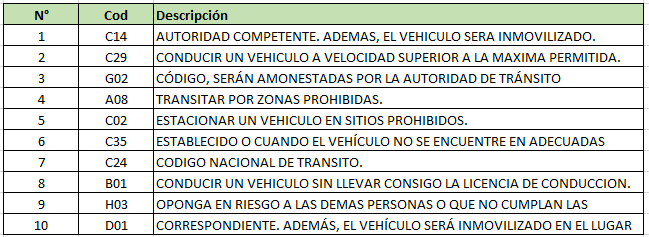 N° Cod Descripción
1 C14 AUTORIDAD COMPETENTE. ADEMAS, EL VEHICULO SERA INMOVILIZADO.
2 C29 CONDUCIR UN VEHICULO A VELOCIDAD SUPERIOR A LA MAXIMA PERMITIDA.
3 G02 CÓDIGO, SERÁN AMONESTADAS POR LA AUTORIDAD DE TRÁNSITO
4 A08 TRANSITAR POR ZONAS PROHIBIDAS.
5 C02 ESTACIONAR UN VEHICULO EN SITIOS PROHIBIDOS.
6 C35 ESTABLECIDO O CUANDO EL VEHÍCULO NO SE ENCUENTRE EN ADECUADAS
7 C24 CODIGO NACIONAL DE TRANSITO.
8 B01 CONDUCIR UN VEHICULO SIN LLEVAR CONSIGO LA LICENCIA DE CONDUCCION.
9 H03 OPONGA EN RIESGO A LAS DEMAS PERSONAS O QUE NO CUMPLAN LAS
10 D01 CORRESPONDIENTE. ADEMÁS, EL VEHÍCULO SERÁ INMOVILIZADO EN EL LUGAR